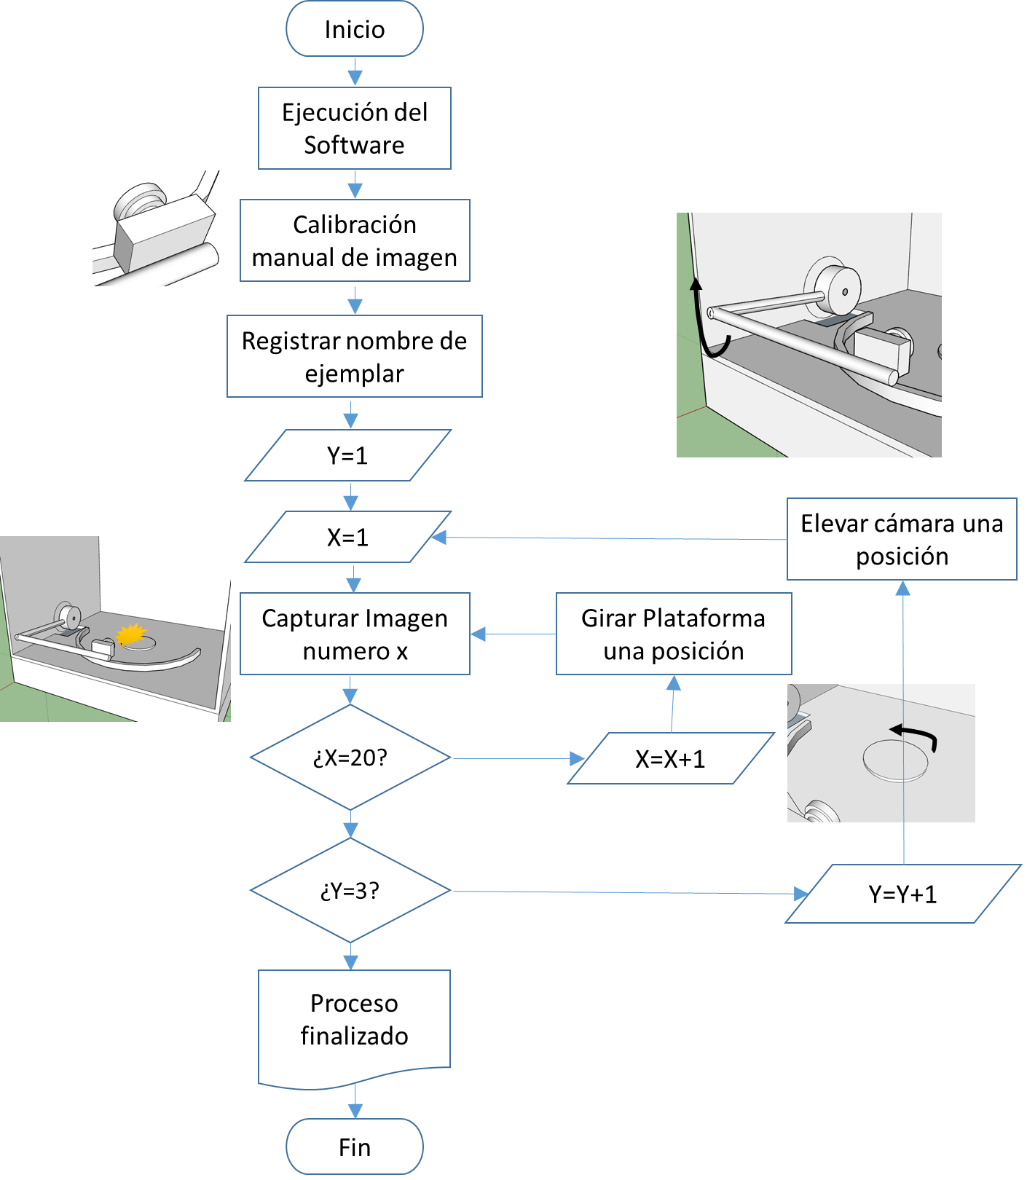 Inicio
Ejecución del
Software
Calibración
manual de imagen
Registrar nombre de
ejemplar
Y=1
X=1
Elevar cámara una
posición
Capturar Imagen
numero x
Girar Plataforma
una posición
¿X=20?
X=X+1
¿Y=3?
Y=Y+1
Proceso
finalizado
Fin